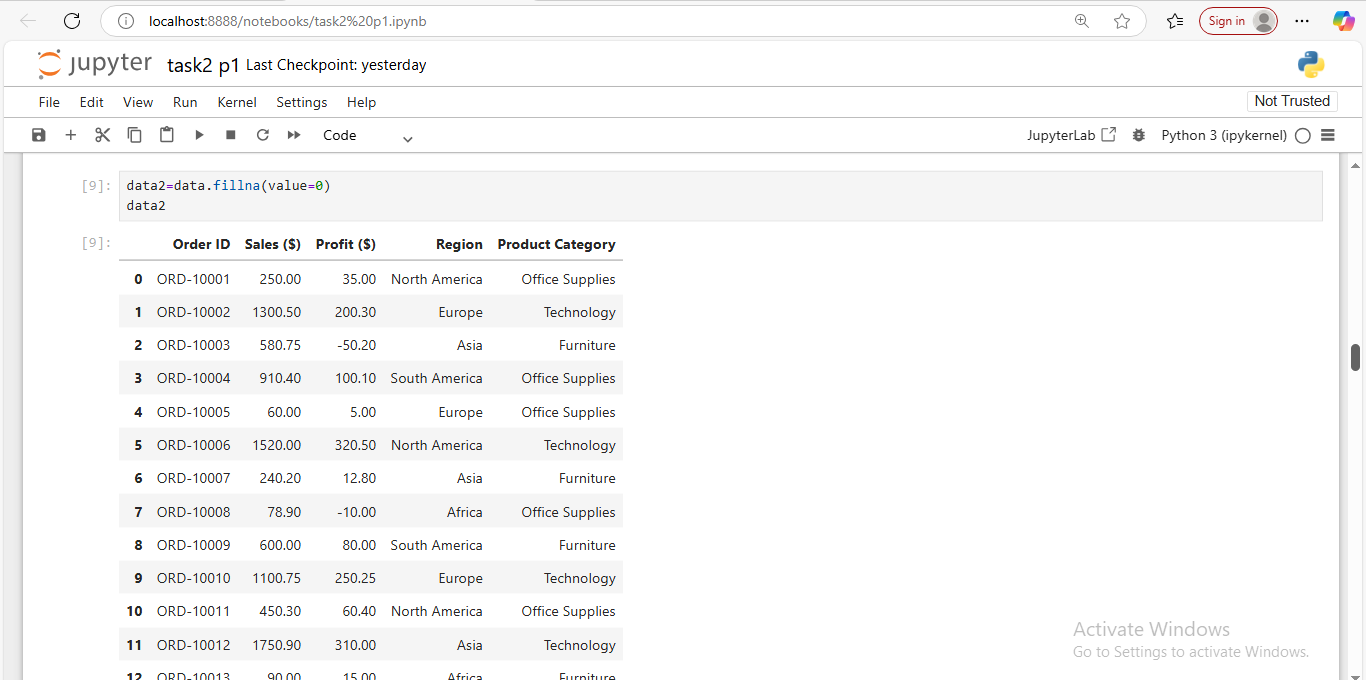 localhost:8888/notebooks/task2%20p1.ipynb
Sign in
jupyter task2 p1 Last Checkpoint: yesterday
File Edit View Run Kernel Settings Help
Not Trusted
Code
JupyterLab
Python 3 (ipykernel)
[9]: data2=data.fillna(value=0)
data2
[9]: Order ID Sales ($) Profit ($) Region Product Category
0 ORD-10001 250.00 35.00 North America Office Supplies
1 ORD-10002 1300.50 200.30 Europe Technology
2 ORD-10003 580.75 -50.20 Asia Furniture
3 ORD-10004 910.40 100.10 South America Office Supplies
4 ORD-10005 60.00 5.00 Europe Office Supplies
5 ORD-10006 1520.00 320.50 North America Technology
6 ORD-10007 240.20 12.80 Asia Furniture
7 ORD-10008 78.90 -10.00 Africa Office Supplies
8 ORD-10009 600.00 80.00 South America Furniture
9 ORD-10010 1100.75 250.25 Europe Technology
10 ORD-10011 450.30 60.40 North America Office Supplies
11 ORD-10012 1750.90 310.00 Asia Technology
12 ORD-10013 90.00 15.00 Africa Furniture
Activate Windows
Go to Settings to activate Windows.